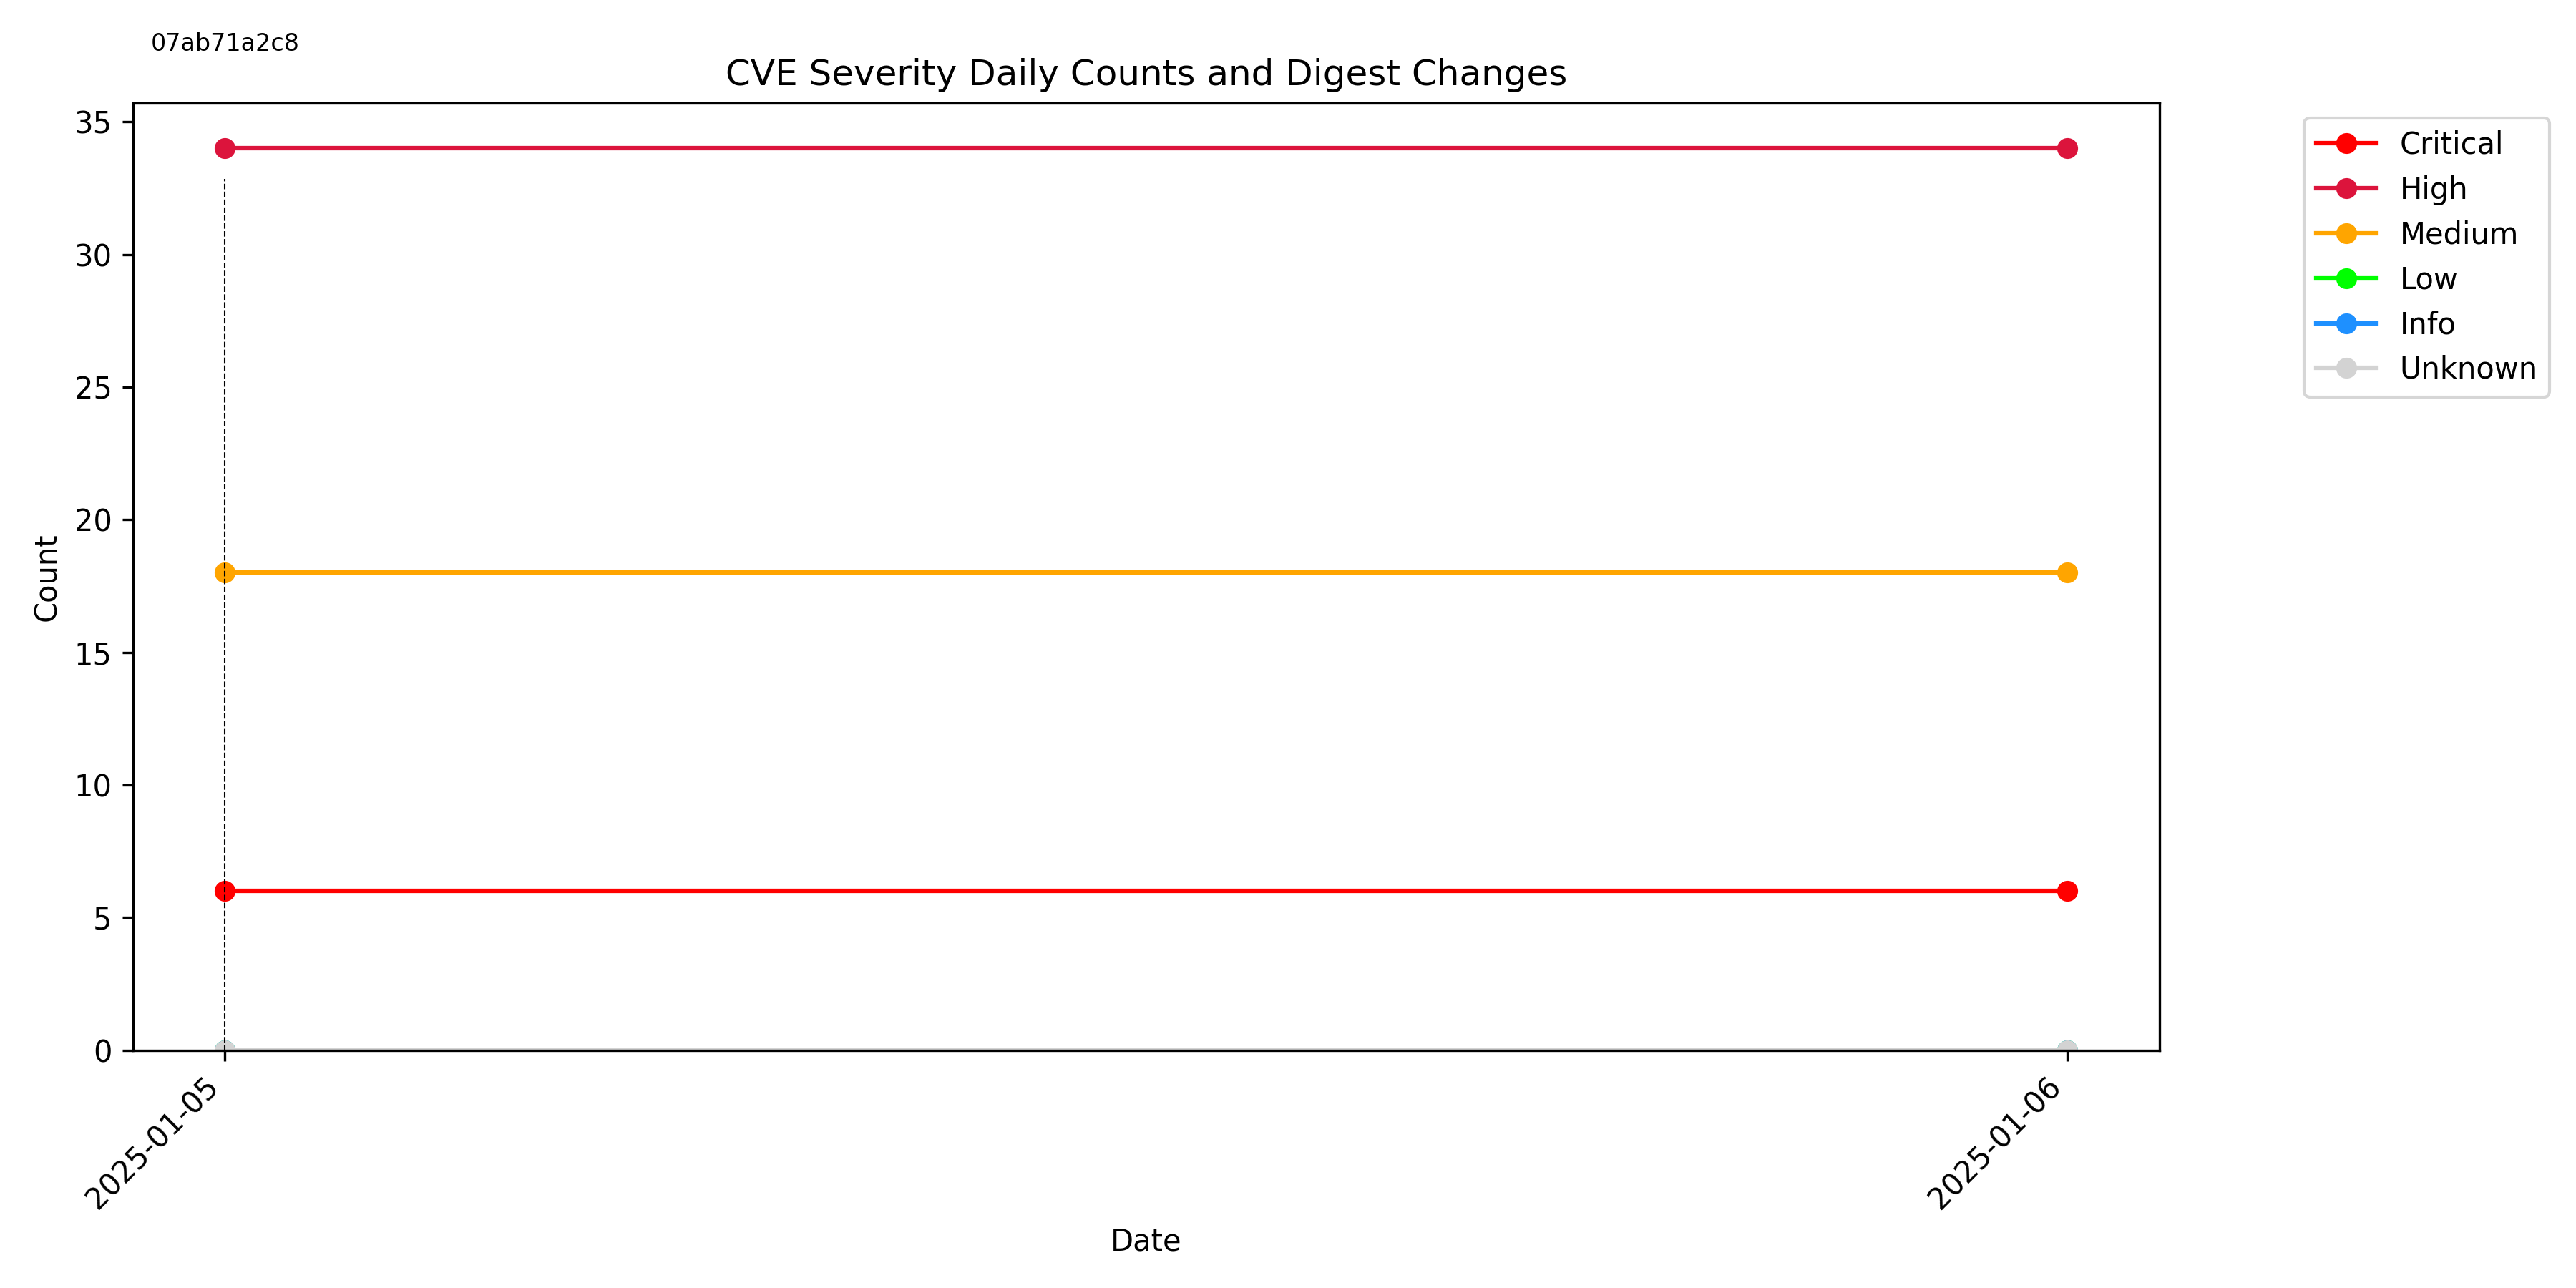 07ab71a2c8
CVE Severity Daily Counts and Digest Changes
35
30
25
20
15
10
5
0
Count
2025-01-05
2025-01-06
Date
Critical
High
Medium
Low
Info
Unknown